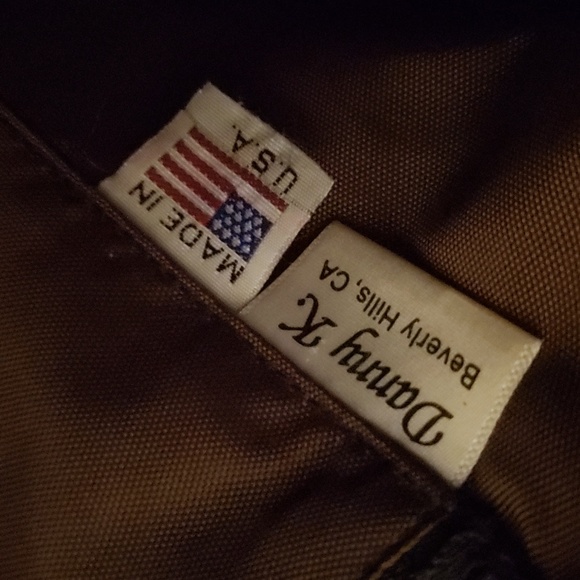 MADE IN
U.S.A.
Danny K.
Beverly Hills, CA